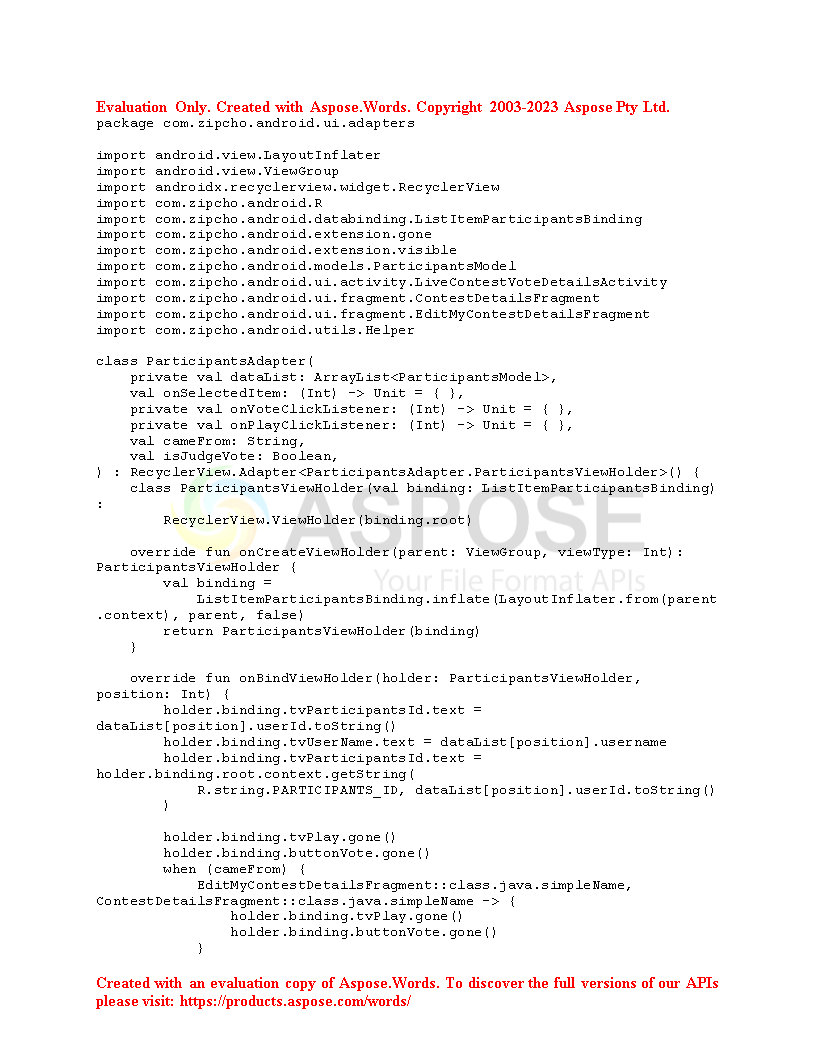 Evaluation Only. Created with Aspose.Words. Copyright 2003-2023 Aspose Pty Ltd.
package com.zipcho.android.ui.adapters
import android.view.LayoutInflater
import android.view.ViewGroup
import androidx.recyclerview.widget.RecyclerView
import com.zipcho.android.R
import com.zipcho.android.databinding.ListItemParticipantsBinding
import com.zipcho.android.extension.gone
import com.zipcho.android.extension.visible
import com.zipcho.android.models.ParticipantsModel
import com.zipcho.android.ui.activity.LiveContestVoteDetailsActivity
import com.zipcho.android.ui.fragment.ContestDetailsFragment
import com.zipcho.android.ui.fragment.EditMyContestDetailsFragment
import com.zipcho.android.utils.Helper
class ParticipantsAdapter(
    private val dataList: ArrayList<ParticipantsModel>,
    val onSelectedItem: (Int) -> Unit = { },
    private val onVoteClickListener: (Int) -> Unit = { },
    private val onPlayClickListener: (Int) -> Unit = { },
    val cameFrom: String,
    val isJudgeVote: Boolean,
) : RecyclerView.Adapter<ParticipantsAdapter.ParticipantsViewHolder>() {
    class ParticipantsViewHolder(val binding: ListItemParticipantsBinding)
:
        RecyclerView.ViewHolder(binding.root)
ASPOSE
Your File Format APIs
    override fun onCreateViewHolder(parent: ViewGroup, viewType: Int):
ParticipantsViewHolder {
        val binding =
            ListItemParticipantsBinding.inflate(LayoutInflater.from(parent
.context), parent, false)
        return ParticipantsViewHolder(binding)
    }
    override fun onBindViewHolder(holder: ParticipantsViewHolder,
position: Int) {
        holder.binding.tvParticipantsId.text =
dataList[position].userId.toString()
        holder.binding.tvUserName.text = dataList[position].username
        holder.binding.tvParticipantsId.text =
holder.binding.root.context.getString(
            R.string.PARTICIPANTS_ID, dataList[position].userId.toString()
        )
        holder.binding.tvPlay.gone()
        holder.binding.buttonVote.gone()
        when (cameFrom) {
            EditMyContestDetailsFragment::class.java.simpleName,
ContestDetailsFragment::class.java.simpleName -> {
                holder.binding.tvPlay.gone()
                holder.binding.buttonVote.gone()
            }
Created with an evaluation copy of Aspose.Words. To discover the full versions of our APIs
please visit: https://products.aspose.com/words/